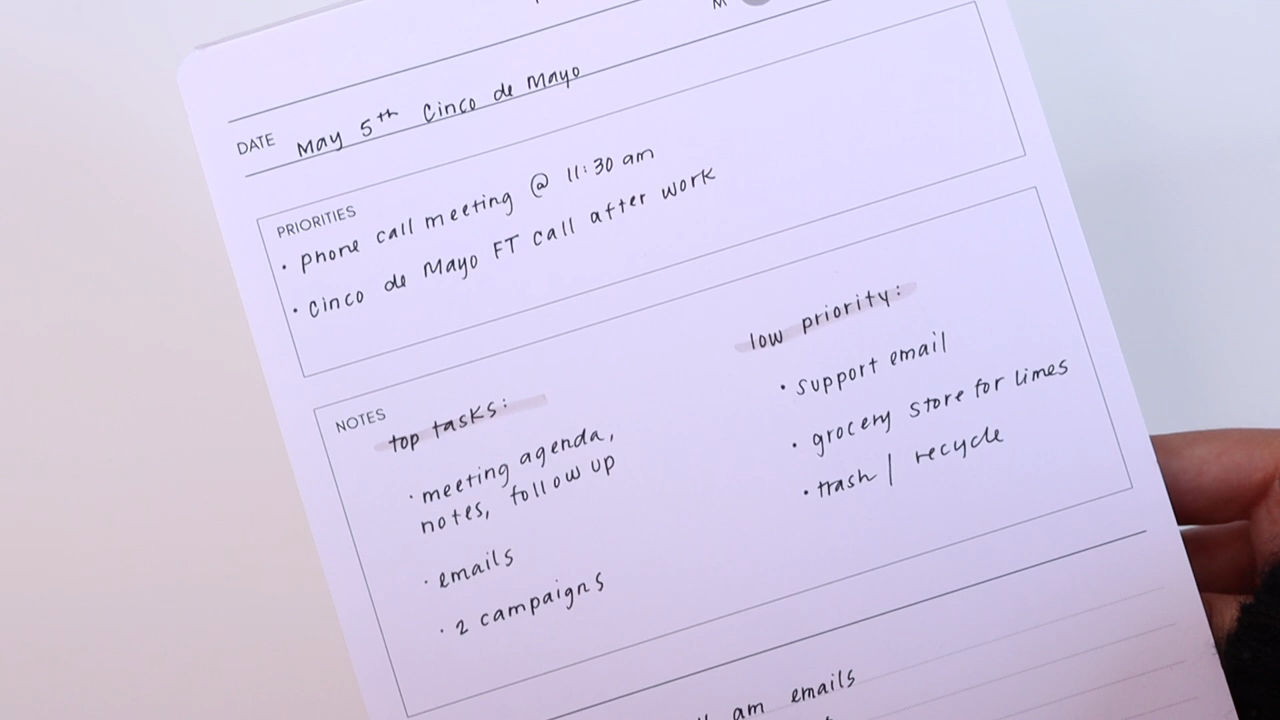 M
DATE May 5th Cinco de Mayo
PRIORITIES
• phone call meeting @ 11:30 am
• Cinco de Mayo FT call after work
NOTES
top tasks:
• meeting agenda,
notes, follow up
• emails
• 2 campaigns
low priority:
• support email
• grocery store for limes
• trash / recycle
am emails